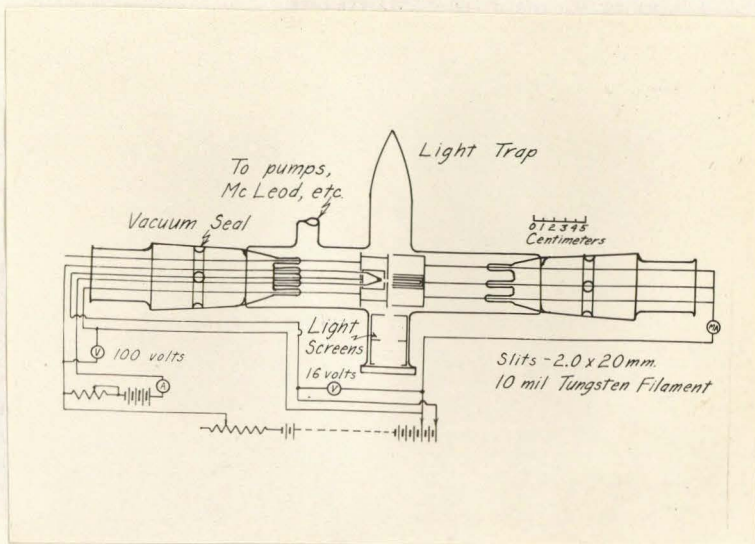 Light Trap
To pumps,
Mc Leod, etc.
Vacuum Seal
0 1 2 3 4 5
Centimeters
MA
Light
Screens
V 100 volts
16 volts
V
A
Slits - 2.0 x 20 mm.
10 mil Tungsten Filament